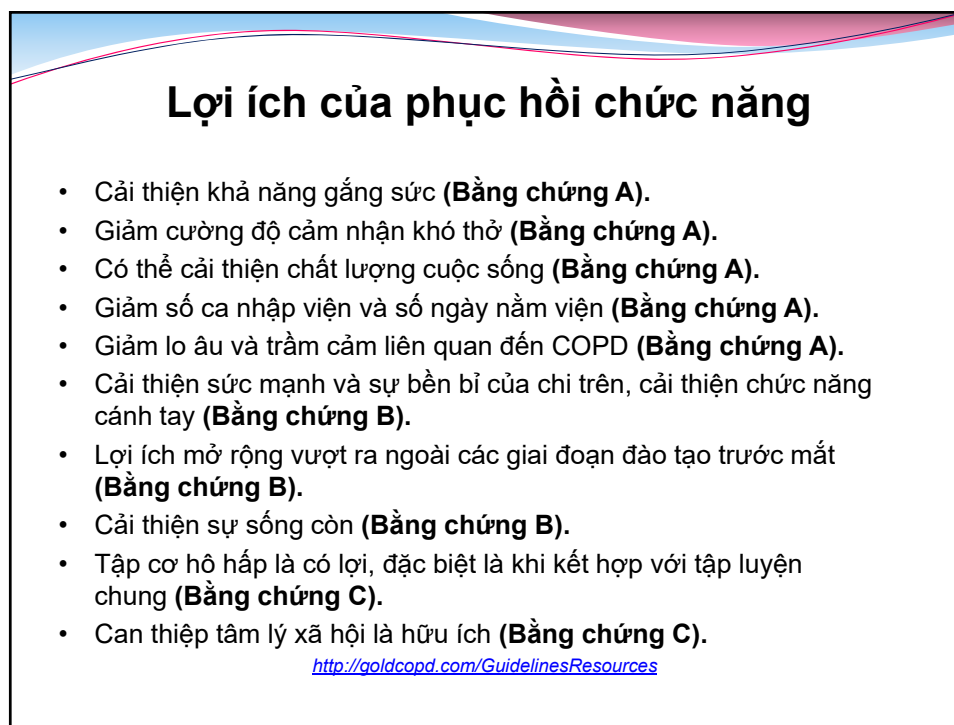 Lợi ích của phục hồi chức năng
• Cải thiện khả năng gắng sức (Bằng chứng A).
• Giảm cường độ cảm nhận khó thở (Bằng chứng A).
• Có thể cải thiện chất lượng cuộc sống (Bằng chứng A).
• Giảm số ca nhập viện và số ngày nằm viện (Bằng chứng A).
• Giảm lo âu và trầm cảm liên quan đến COPD (Bằng chứng A).
• Cải thiện sức mạnh và sự bền bỉ của chi trên, cải thiện chức năng
cánh tay (Bằng chứng B).
• Lợi ích mở rộng vượt ra ngoài các giai đoạn đào tạo trước mắt
(Bằng chứng B).
• Cải thiện sự sống còn (Bằng chứng B).
• Tập cơ hô hấp là có lợi, đặc biệt là khi kết hợp với tập luyện
chung (Bằng chứng C).
• Can thiệp tâm lý xã hội là hữu ích (Bằng chứng C).
http://goldcopd.com/GuidelinesResources